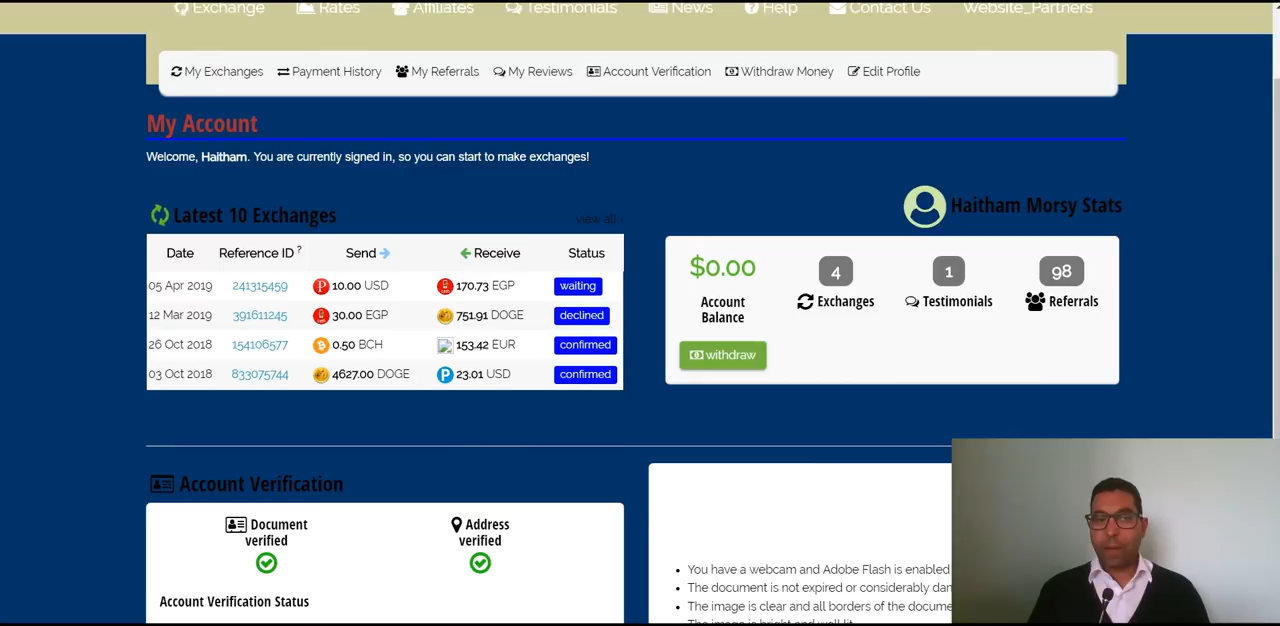 Exchange Rates Affiliates Testimonials News Help Contact Us Website_Partners
My Exchanges Payment History My Referrals My Reviews Account Verification Withdraw Money Edit Profile
My Account
Welcome, Haitham. You are currently signed in, so you can start to make exchanges!
Latest 10 Exchanges view all ›
Date Reference ID ? Send Receive Status
05 Apr 2019 241315459 10.00 USD 170.73 EGP waiting
12 Mar 2019 391611245 30.00 EGP 751.91 DOGE declined
26 Oct 2018 154106577 0.50 BCH 153.42 EUR confirmed
03 Oct 2018 833075744 4627.00 DOGE 23.01 USD confirmed
Haitham Morsy Stats
$0.00 4 1 98
Account
Balance
Exchanges Testimonials Referrals
withdraw
Account Verification
Document
verified
Address
verified
Account Verification Status
You have a webcam and Adobe Flash is enabled
The document is not expired or considerably
The image is clear and all borders of the
The image is bright and well lit